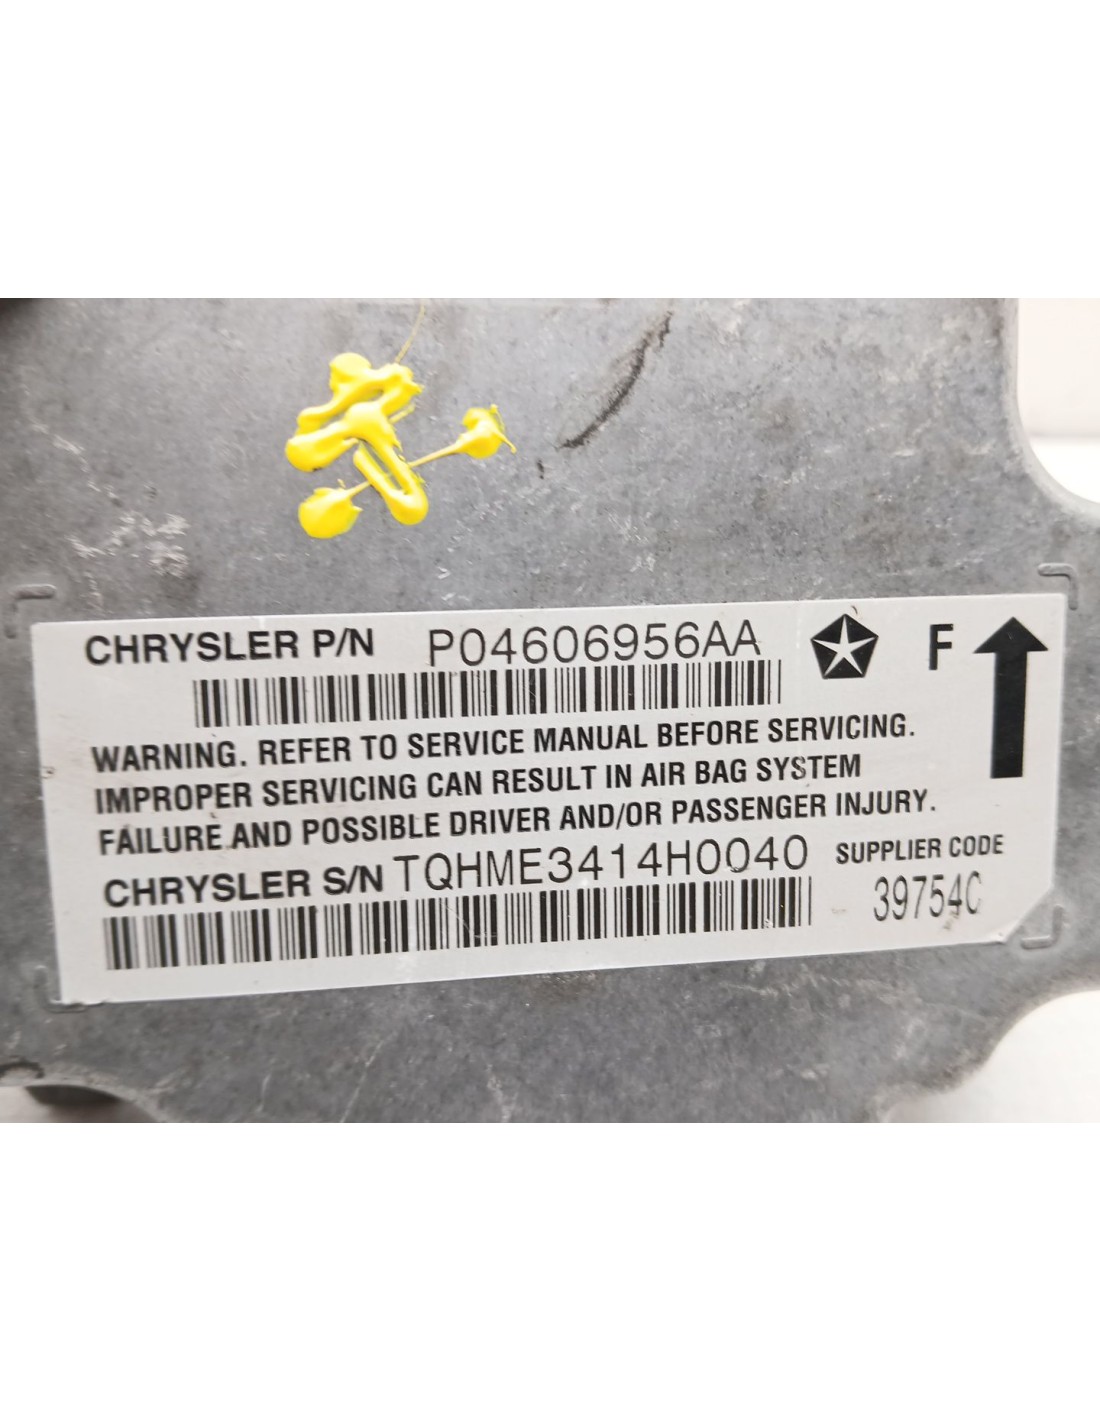 CHRYSLER P/N P04606956AA F
WARNING. REFER TO SERVICE MANUAL BEFORE SERVICING.
IMPROPER SERVICING CAN RESULT IN AIR BAG SYSTEM
FAILURE AND POSSIBLE DRIVER AND/OR PASSENGER INJURY.
CHRYSLER S/N TQHME3414H0040 SUPPLIER CODE
39754C